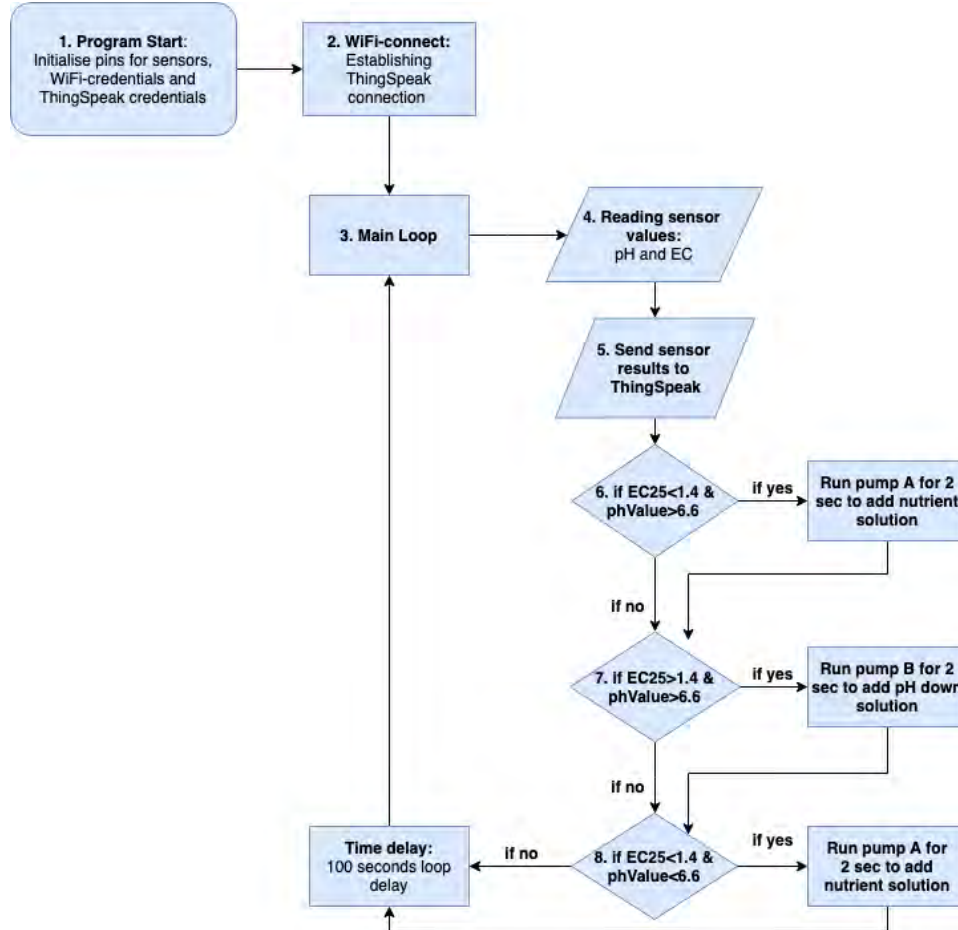 1. Program Start:
Initialise pins for sensors,
WiFi-credentials and
ThingSpeak credentials
2. WiFi-connect:
Establishing
ThingSpeak
connection
3. Main Loop
4. Reading sensor
values:
pH and EC
5. Send sensor
results to
ThingSpeak
6. if EC25<1.4 &
phValue>6.6
if yes
Run pump A for 2
sec to add nutrient
solution
if no
7. if EC25>1.4 &
phValue>6.6
if yes
Run pump B for 2
sec to add pH down
solution
if no
8. if EC25<1.4 &
phValue<6.6
if yes
Run pump A for
2 sec to add
nutrient solution
if no
Time delay:
100 seconds loop
delay